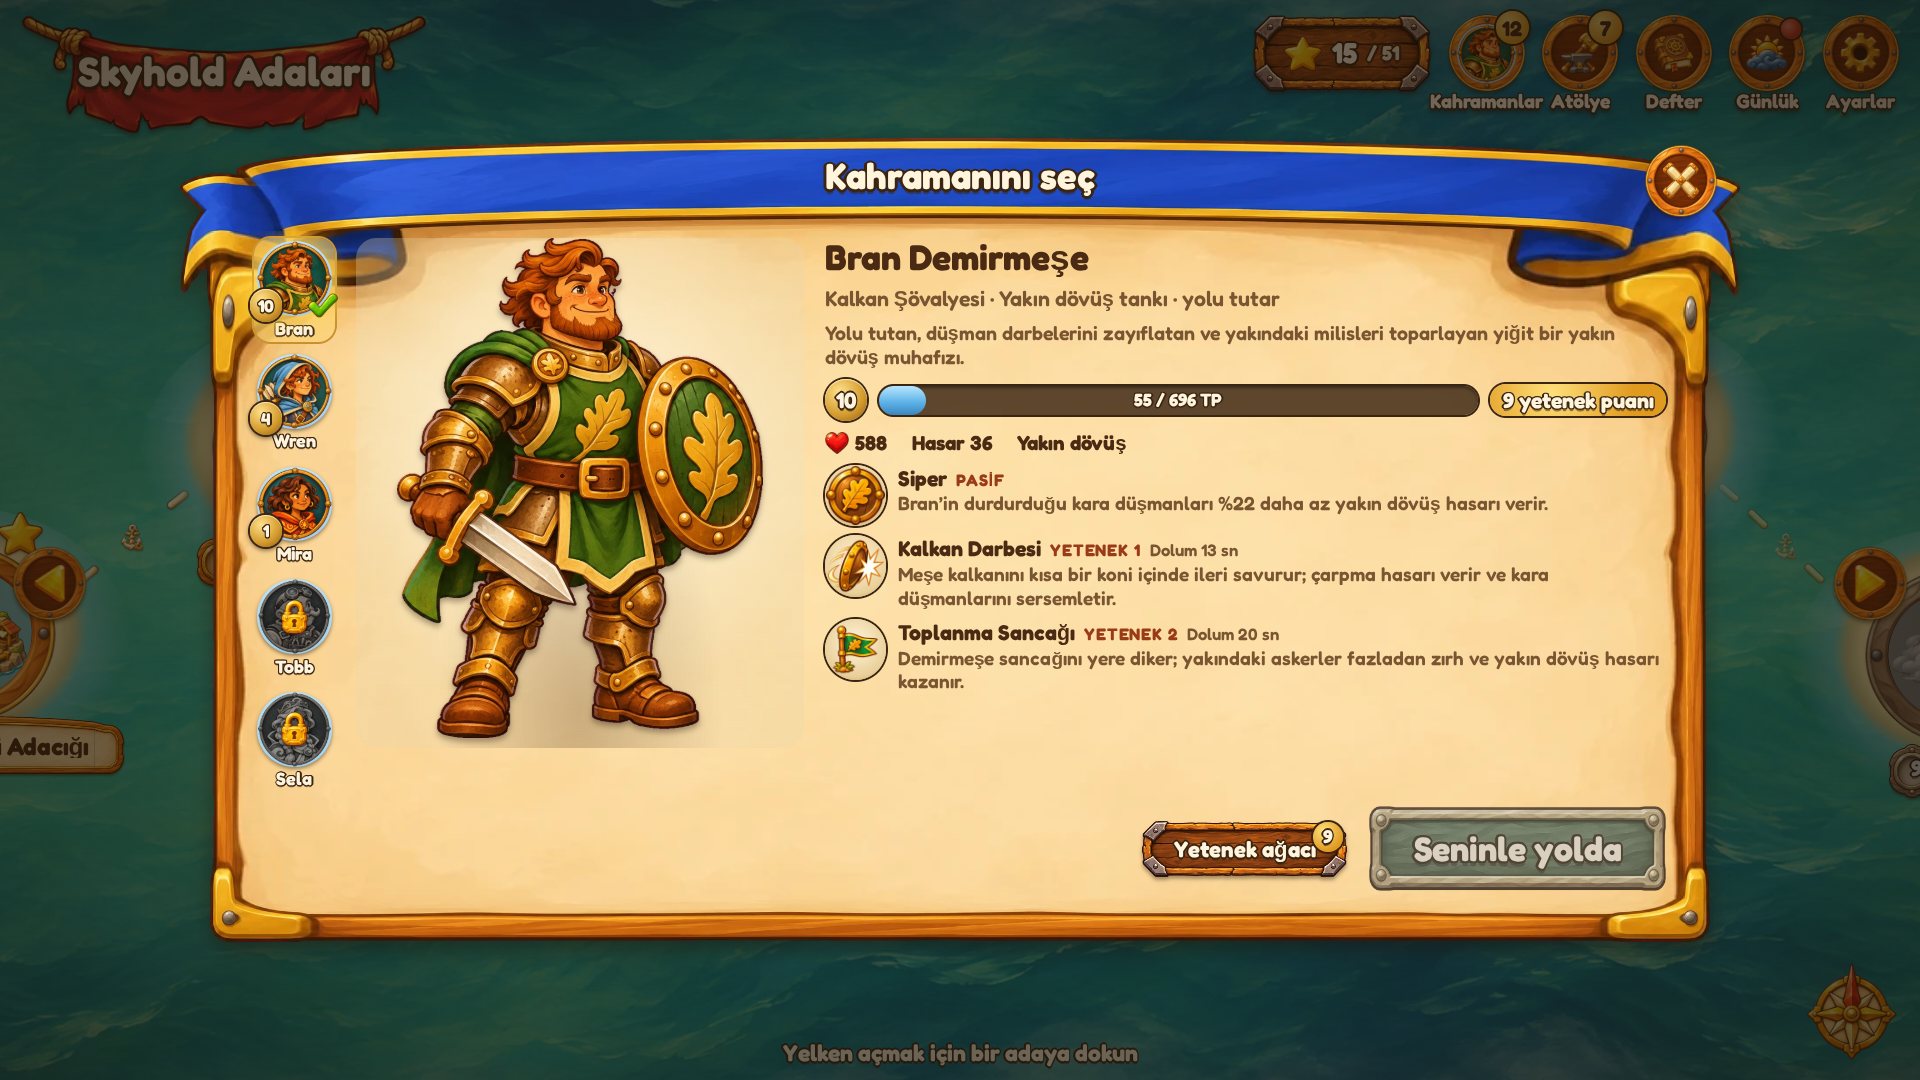 Skyhold Adaları
15 / 51
12
7
Kahramanlar
Atölye
Defter
Günlük
Ayarlar
Kahramanını seç
10
Bran
4
Wren
1
Mira
Tobb
Sela
Bran Demirmeşe
Kalkan Şövalyesi · Yakın dövüş tankı · yolu tutar
Yolu tutan, düşman darbelerini zayıflatan ve yakındaki milisleri toparlayan yiğit bir yakın
dövüş muhafızı.
10
55 / 696 TP
9 yetenek puanı
588 Hasar 36 Yakın dövüş
Siper PASİF
Bran’in durdurduğu kara düşmanları %22 daha az yakın dövüş hasarı verir.
Kalkan Darbesi YETENEK 1 Dolum 13 sn
Meşe kalkanını kısa bir koni içinde ileri savurur; çarpma hasarı verir ve kara
düşmanlarını sersemletir.
Toplanma Sancağı YETENEK 2 Dolum 20 sn
Demirmeşe sancağını yere diker; yakındaki askerler fazladan zırh ve yakın dövüş hasarı
kazanır.
Yetenek ağacı
9
Seninle yolda
Adacığı
Yelken açmak için bir adaya dokun